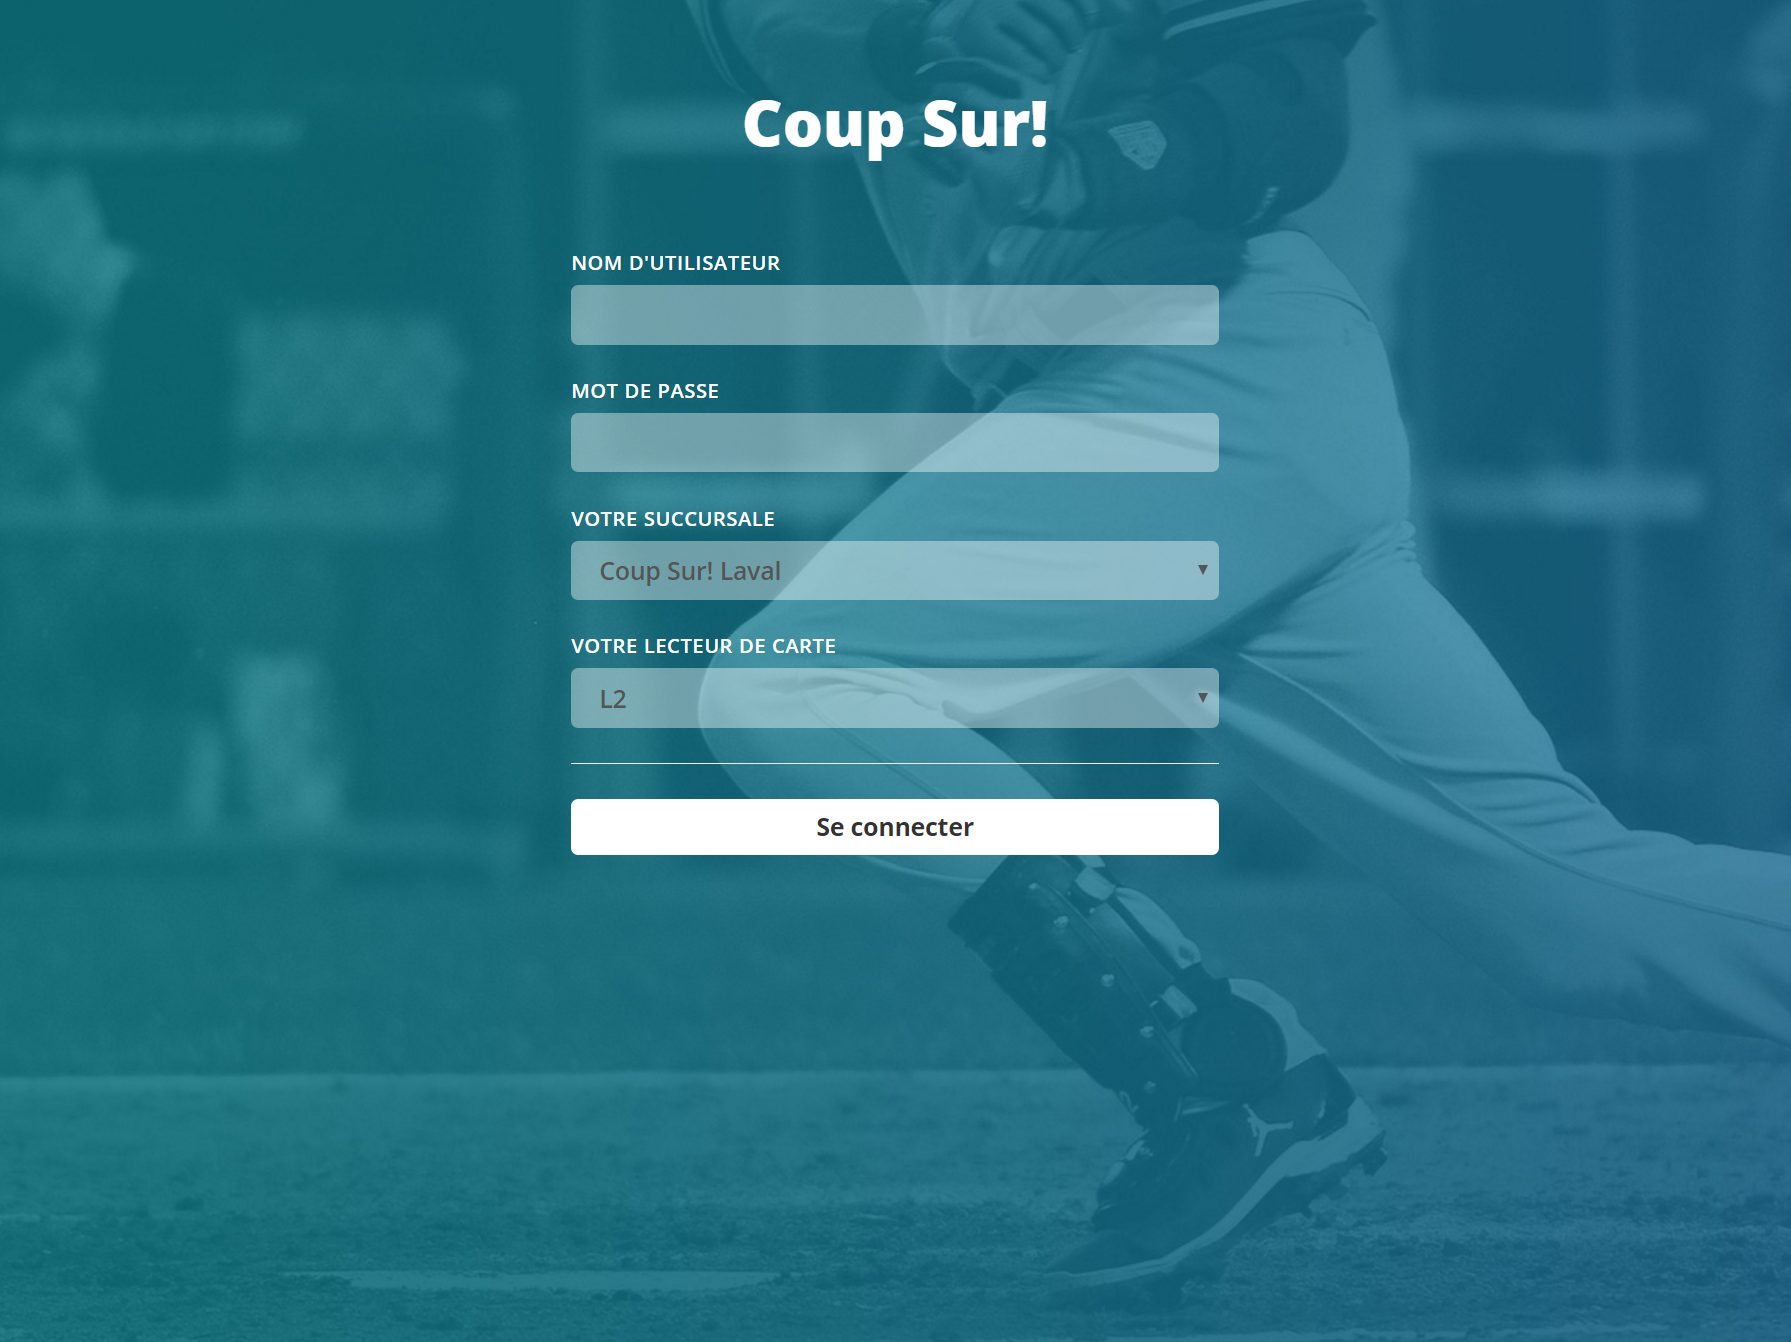 Coup Sur!
NOM D'UTILISATEUR
MOT DE PASSE
VOTRE SUCCURSALE
Coup Sur! Laval
VOTRE LECTEUR DE CARTE
L2
Se connecter